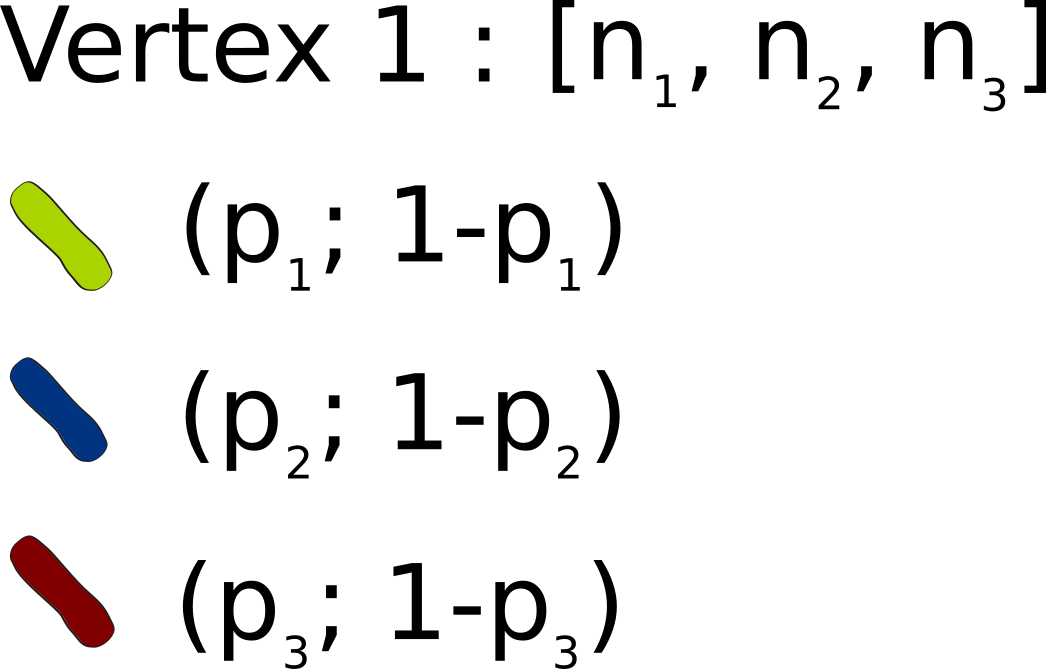 Vertex 1 : [n₁, n₂, n₃]
(p₁; 1-p₁)
(p₂; 1-p₂)
(p₃; 1-p₃)